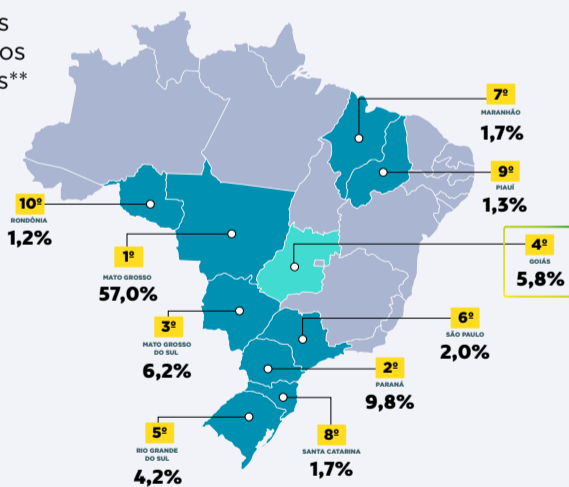 s
os
s**
7º
MARANHÃO
1,7%
9º
PIAUÍ
1,3%
10º
RONDÔNIA
1,2%
1º
MATO GROSSO
57,0%
4º
GOIÁS
5,8%
3º
MATO GROSSO
DO SUL
6,2%
6º
SÃO PAULO
2,0%
2º
PARANÁ
9,8%
5º
RIO GRANDE
DO SUL
4,2%
8º
SANTA CATARINA
1,7%